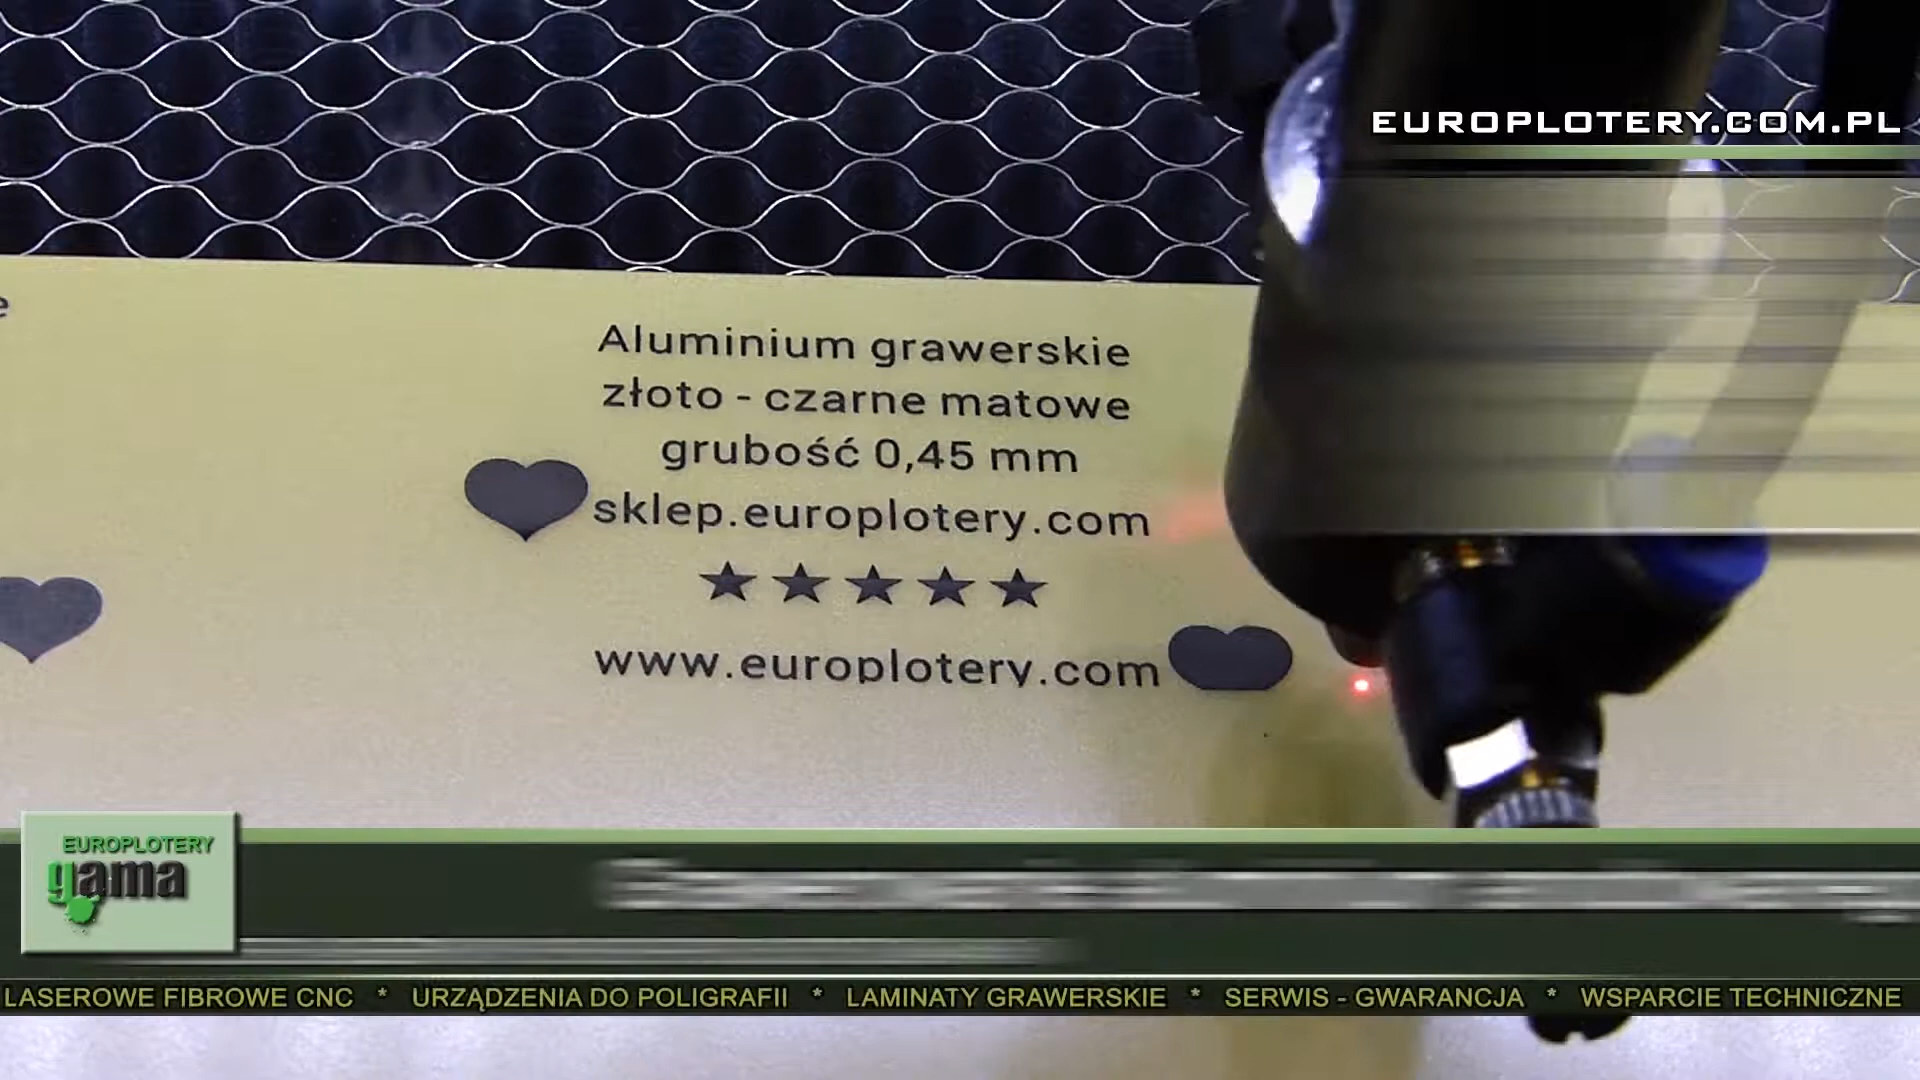 EUROPLOTERY.COM.PL
e
Aluminium grawerskie
złoto - czarne matowe
grubość 0,45 mm
sklep.europlotery.com
www.europlotery.com
EUROPLOTERY
gama
LASEROWE FIBROWE CNC * URZĄDZENIA DO POLIGRAFII * LAMINATY GRAWERSKIE * SERWIS - GWARANCJA * WSPARCIE TECHNICZNE